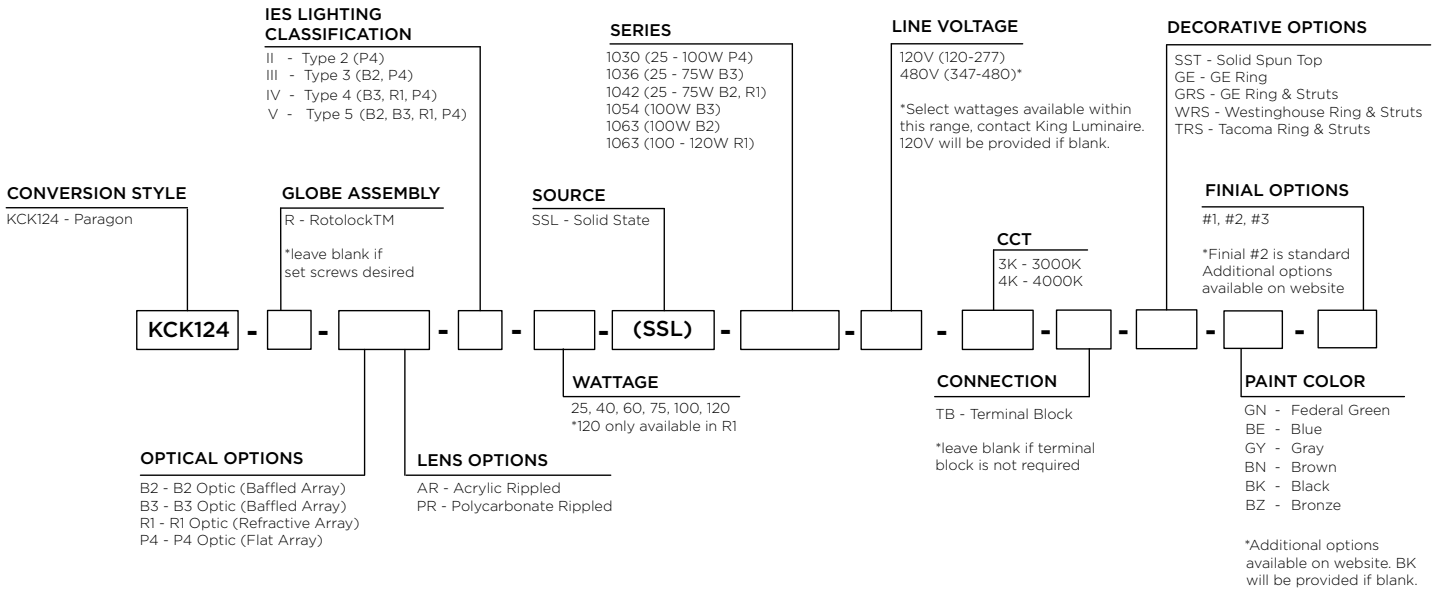 IES LIGHTING
CLASSIFICATION
II - Type 2 (P4)
III - Type 3 (B2, P4)
IV - Type 4 (B3, R1, P4)
V - Type 5 (B2, B3, R1, P4)
SERIES
1030 (25 - 100W P4)
1036 (25 - 75W B3)
1042 (25 - 75W B2, R1)
1054 (100W B3)
1063 (100W B2)
1063 (100 - 120W R1)
LINE VOLTAGE
120V (120-277)
480V (347-480)*
*Select wattages available within
this range, contact King Luminaire.
120V will be provided if blank.
DECORATIVE OPTIONS
SST - Solid Spun Top
GE - GE Ring
GRS - GE Ring & Struts
WRS - Westinghouse Ring & Struts
TRS - Tacoma Ring & Struts
CONVERSION STYLE
KCK124 - Paragon
GLOBE ASSEMBLY
R - RotolockTM
*leave blank if
set screws desired
SOURCE
SSL - Solid State
CCT
3K - 3000K
4K - 4000K
FINIAL OPTIONS
#1, #2, #3
*Finial #2 is standard
Additional options
available on website
KCK124 - - - - - (SSL) - - - - - - -
OPTICAL OPTIONS
B2 - B2 Optic (Baffled Array)
B3 - B3 Optic (Baffled Array)
R1 - R1 Optic (Refractive Array)
P4 - P4 Optic (Flat Array)
LENS OPTIONS
AR - Acrylic Rippled
PR - Polycarbonate Rippled
WATTAGE
25, 40, 60, 75, 100, 120
*120 only available in R1
CONNECTION
TB - Terminal Block
*leave blank if terminal
block is not required
PAINT COLOR
GN - Federal Green
BE - Blue
GY - Gray
BN - Brown
BK - Black
BZ - Bronze
*Additional options
available on website. BK
will be provided if blank.